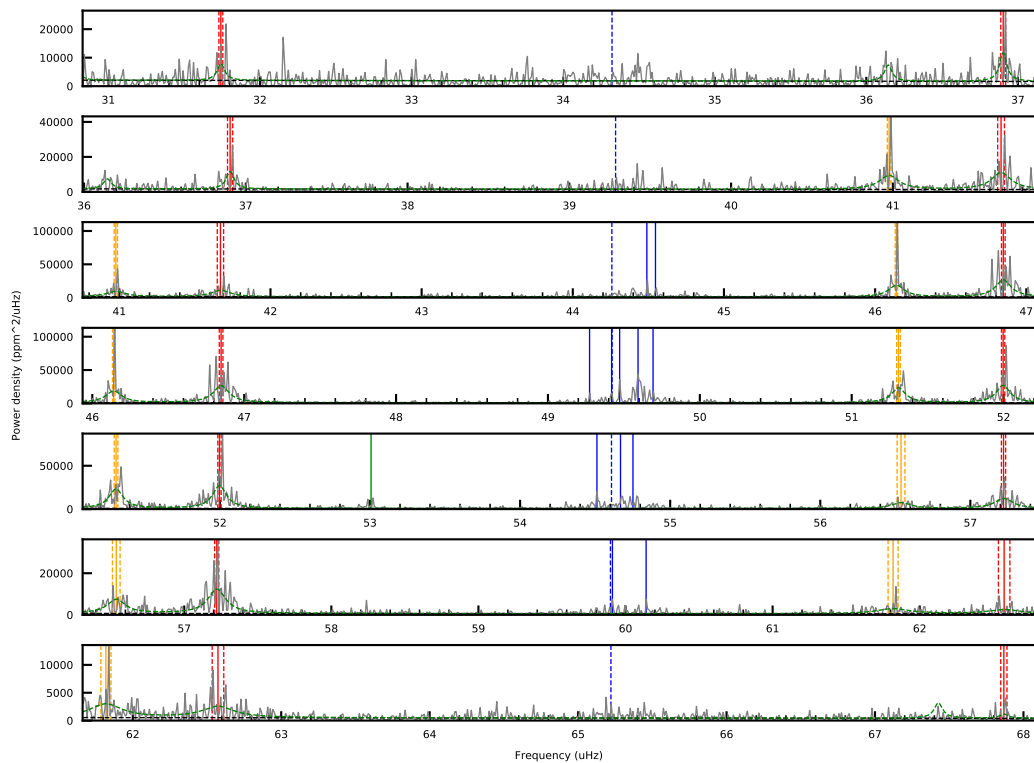 20000
10000
0
31 32 33 34 35 36 37
40000
20000
0
36 37 38 39 40 41
100000
50000
0
41 42 43 44 45 46 47
Power density (ppm^2/uHz)
100000
50000
0
46 47 48 49 50 51 52
50000
0
52 53 54 55 56 57
20000
0
57 58 59 60 61 62
10000
5000
0
62 63 64 65 66 67 68
Frequency (uHz)